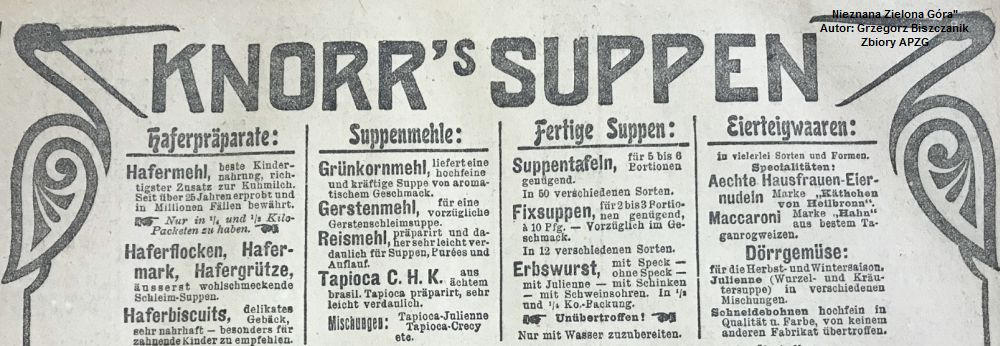 Nieznana Zielona Góra"
Autor: Grzegorz Biszczanik
Zbiory APZG
KNORR's SUPPEN
Haferpräparate:
Hafermehl, beste Kinder-
nahrung, rich-
tigster Zusatz zur Kuhmilch.
Seit über 25 Jahren erprobt und
in Millionen Fällen bewährt.
Nur in ¼ und ½ Kilo-
Packeten zu haben.
Haferflocken, Hafer-
mark, Hafergrütze,
äusserst wohlschmeckende
Schleim-Suppen.
Haferbiscuits, delikates
Gebäck,
sehr nahrhaft – besonders für
zahnende Kinder zu empfehlen.
Suppenmehle:
Grünkornmehl, liefert eine
hochfeine
und kräftige Suppe von aroma-
tischen Geschmack.
Gerstenmehl, für eine
vorzügliche
Gerstenschleimsuppe.
Reismehl, präparirt und da-
her sehr leicht ver-
daulich für Suppen, Purées und
Auflauf.
Tapioca C. H. K. aus
ächtem
brasil. Tapioca präparirt, sehr
leicht verdaulich.
Mischungen: Tapioca-Julienne
Tapioca-Crecy
etc.
Fertige Suppen:
Suppentafeln, für 5 bis 6
Portionen
genügend.
In 50 verschiedenen Sorten.
Fixsuppen, für 2 bis 3 Portio-
nen genügend,
à 10 Pfg. — Vorzüglich im Ge-
schmack.
In 12 verschiedenen Sorten.
Erbswurst, mit Speck —
ohne Speck —
mit Julienne — mit Schinken
— mit Schweinsohren. In
und ¼ Ko.-Packung.
Unübertroffen!
Nur mit Wasser zuzubereiten.
Eierteigwaaren:
in vielerlei Sorten und Formen.
Specialitäten:
Aechte Hausfrauen-Eier-
nudeln Marke „Käthchen
von Heilbronn".
Maccaroni Marke „Hahn"
aus bestem Ta-
ganrogweizen.
Dörrgemüse:
für die Herbst- und Wintersaison.
Julienne (Wurzel- und Kräu-
tersuppe) in verschiedenen
Mischungen.
Schneidebohnen hochfein in
Qualität u. Farbe, von keinem
anderen Fabrikat übertroffen.